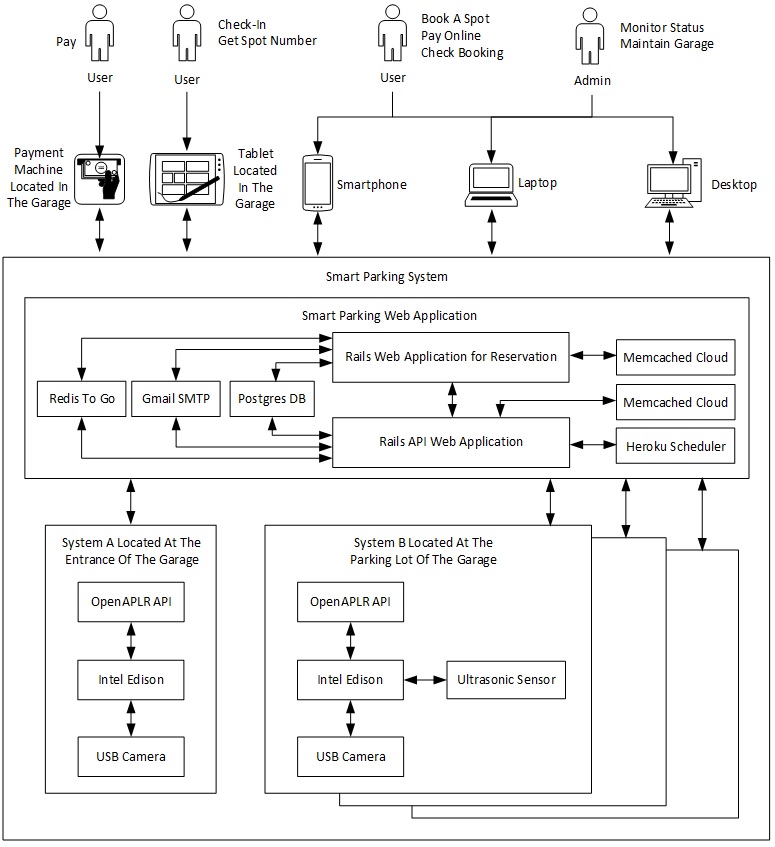 Pay
User
Check-In
Get Spot Number
User
Book A Spot
Pay Online
Check Booking
User
Monitor Status
Maintain Garage
Admin
Payment
Machine
Located In
The Garage
Tablet
Located
In The
Garage
Smartphone
Laptop
Desktop
Smart Parking System
Smart Parking Web Application
Rails Web Application for Reservation
Memcached Cloud
Redis To Go
Gmail SMTP
Postgres DB
Memcached Cloud
Rails API Web Application
Heroku Scheduler
System A Located At The
Entrance Of The Garage
OpenAPLR API
Intel Edison
USB Camera
System B Located At The
Parking Lot Of The Garage
OpenAPLR API
Intel Edison
Ultrasonic Sensor
USB Camera